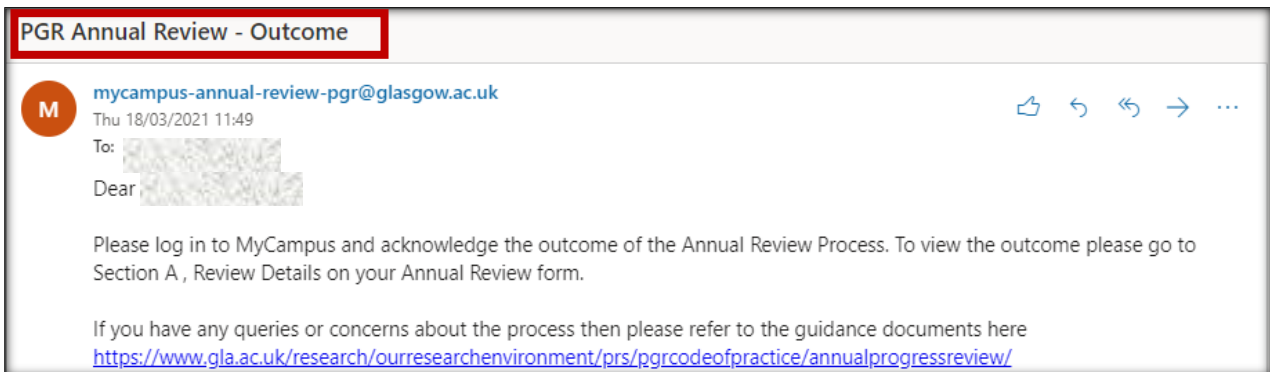 PGR Annual Review - Outcome
M
mycampus-annual-review-pgr@glasgow.ac.uk
Thu 18/03/2021 11:49
To:
Dear
Please log in to MyCampus and acknowledge the outcome of the Annual Review Process. To view the outcome please go to
Section A , Review Details on your Annual Review form.
If you have any queries or concerns about the process then please refer to the guidance documents here
https://www.gla.ac.uk/research/ourresearchenvironment/prs/pgrcodeofpractice/annualprogressreview/